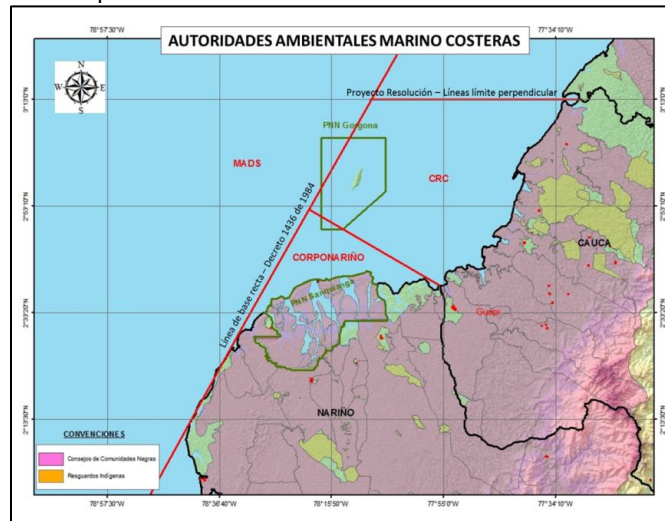 78°57'30"W
77°34'10"W
AUTORIDADES AMBIENTALES MARINO COSTERAS
N
W E
S
Proyecto Resolución – Líneas límite perpendicular
PNN Gorgona
MADS
CRC
Línea de base recta – Decreto 1436 de 1984
CAUCA
CORPONARIÑO
PNN Sanquianga
Guapi
NARIÑO
CONVENCIONES
Consejos de Comunidades Negras
Resguardos Indígenas
78°57'30"W
78°36'40"W
78°15'50"W
77°55'0"W
77°34'10"W